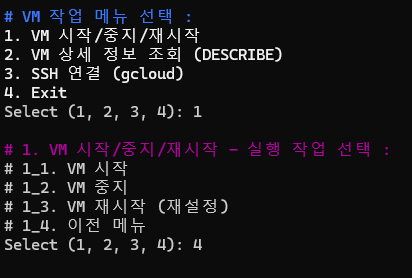 # VM 작업 메뉴 선택 :
1. VM 시작/중지/재시작
2. VM 상세 정보 조회 (DESCRIBE)
3. SSH 연결 (gcloud)
4. Exit
Select (1, 2, 3, 4): 1
# 1. VM 시작/중지/재시작 - 실행 작업 선택 :
# 1_1. VM 시작
# 1_2. VM 중지
# 1_3. VM 재시작 (재설정)
# 1_4. 이전 메뉴
Select (1, 2, 3, 4): 4